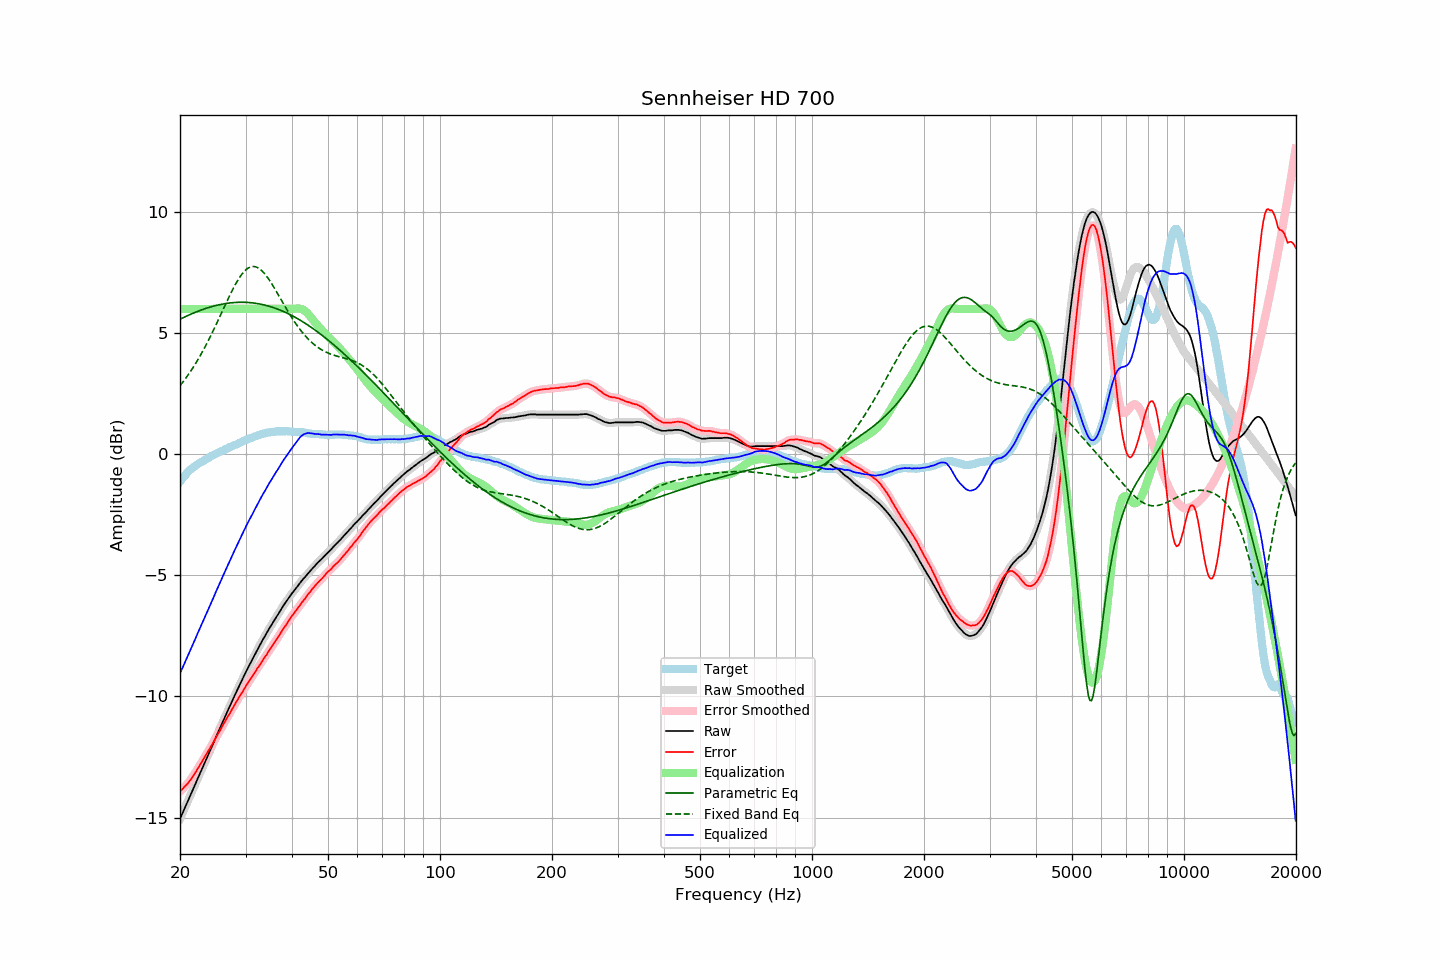 Sennheiser HD 700
Amplitude (dBr)
10
5
0
−5
−10
−15
Target
Raw Smoothed
Error Smoothed
Raw
Error
Equalization
Parametric Eq
Fixed Band Eq
Equalized
20 50 100 200 500 1000 2000 5000 10000 20000
Frequency (Hz)